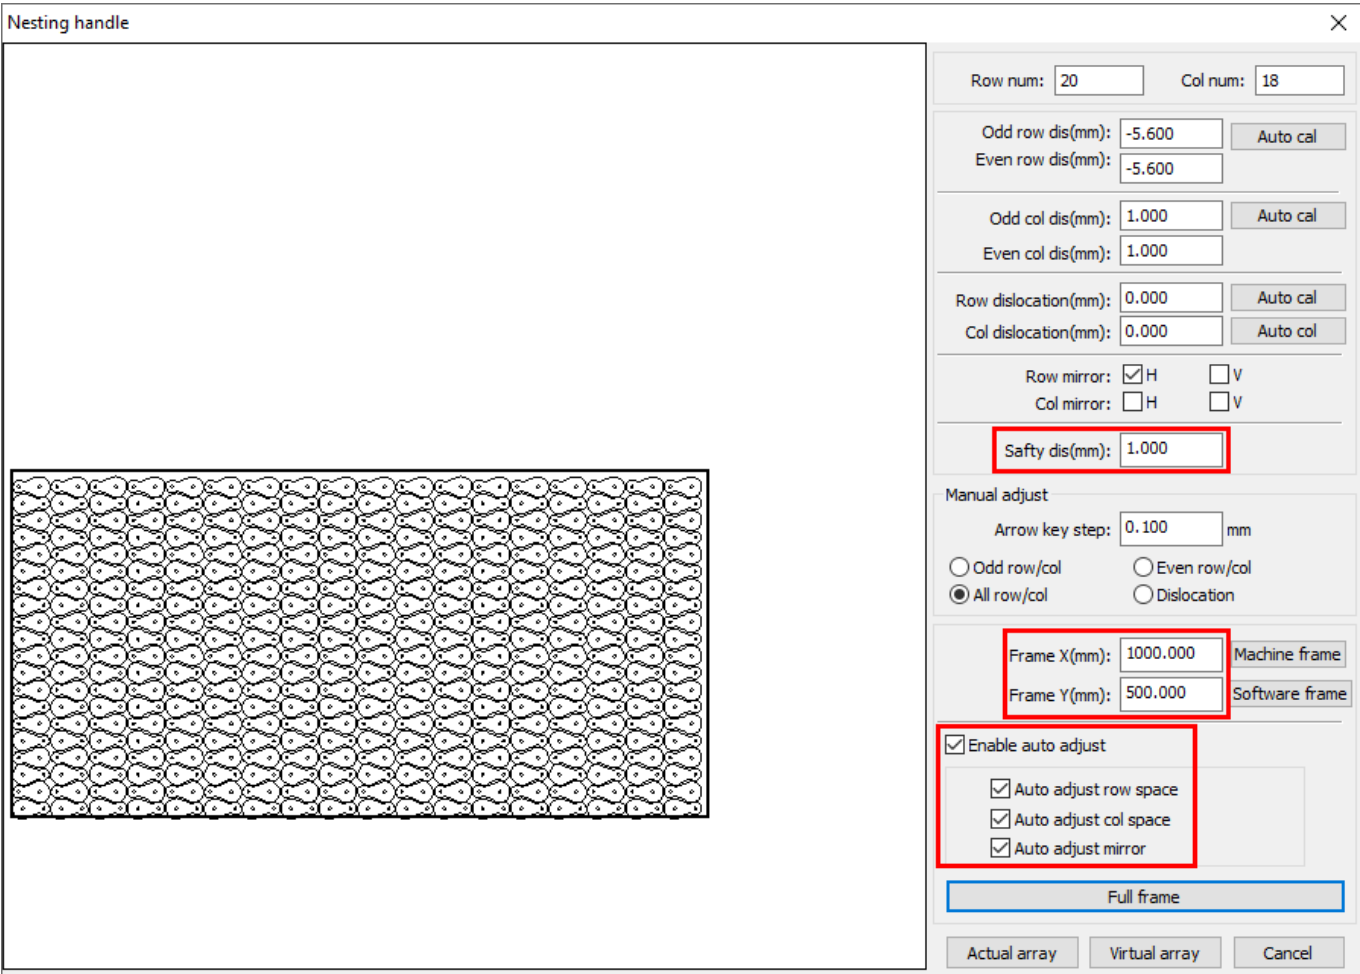 Nesting handle
Row num: 20 Col num: 18
Odd row dis(mm): -5.600 Auto cal
Even row dis(mm): -5.600
Odd col dis(mm): 1.000 Auto cal
Even col dis(mm): 1.000
Row dislocation(mm): 0.000 Auto cal
Col dislocation(mm): 0.000 Auto col
Row mirror: H V
Col mirror: H V
Safty dis(mm): 1.000
Manual adjust
Arrow key step: 0.100 mm
Odd row/col Even row/col
All row/col Dislocation
Frame X(mm): 1000.000 Machine frame
Frame Y(mm): 500.000 Software frame
Enable auto adjust
Auto adjust row space
Auto adjust col space
Auto adjust mirror
Full frame
Actual array Virtual array Cancel